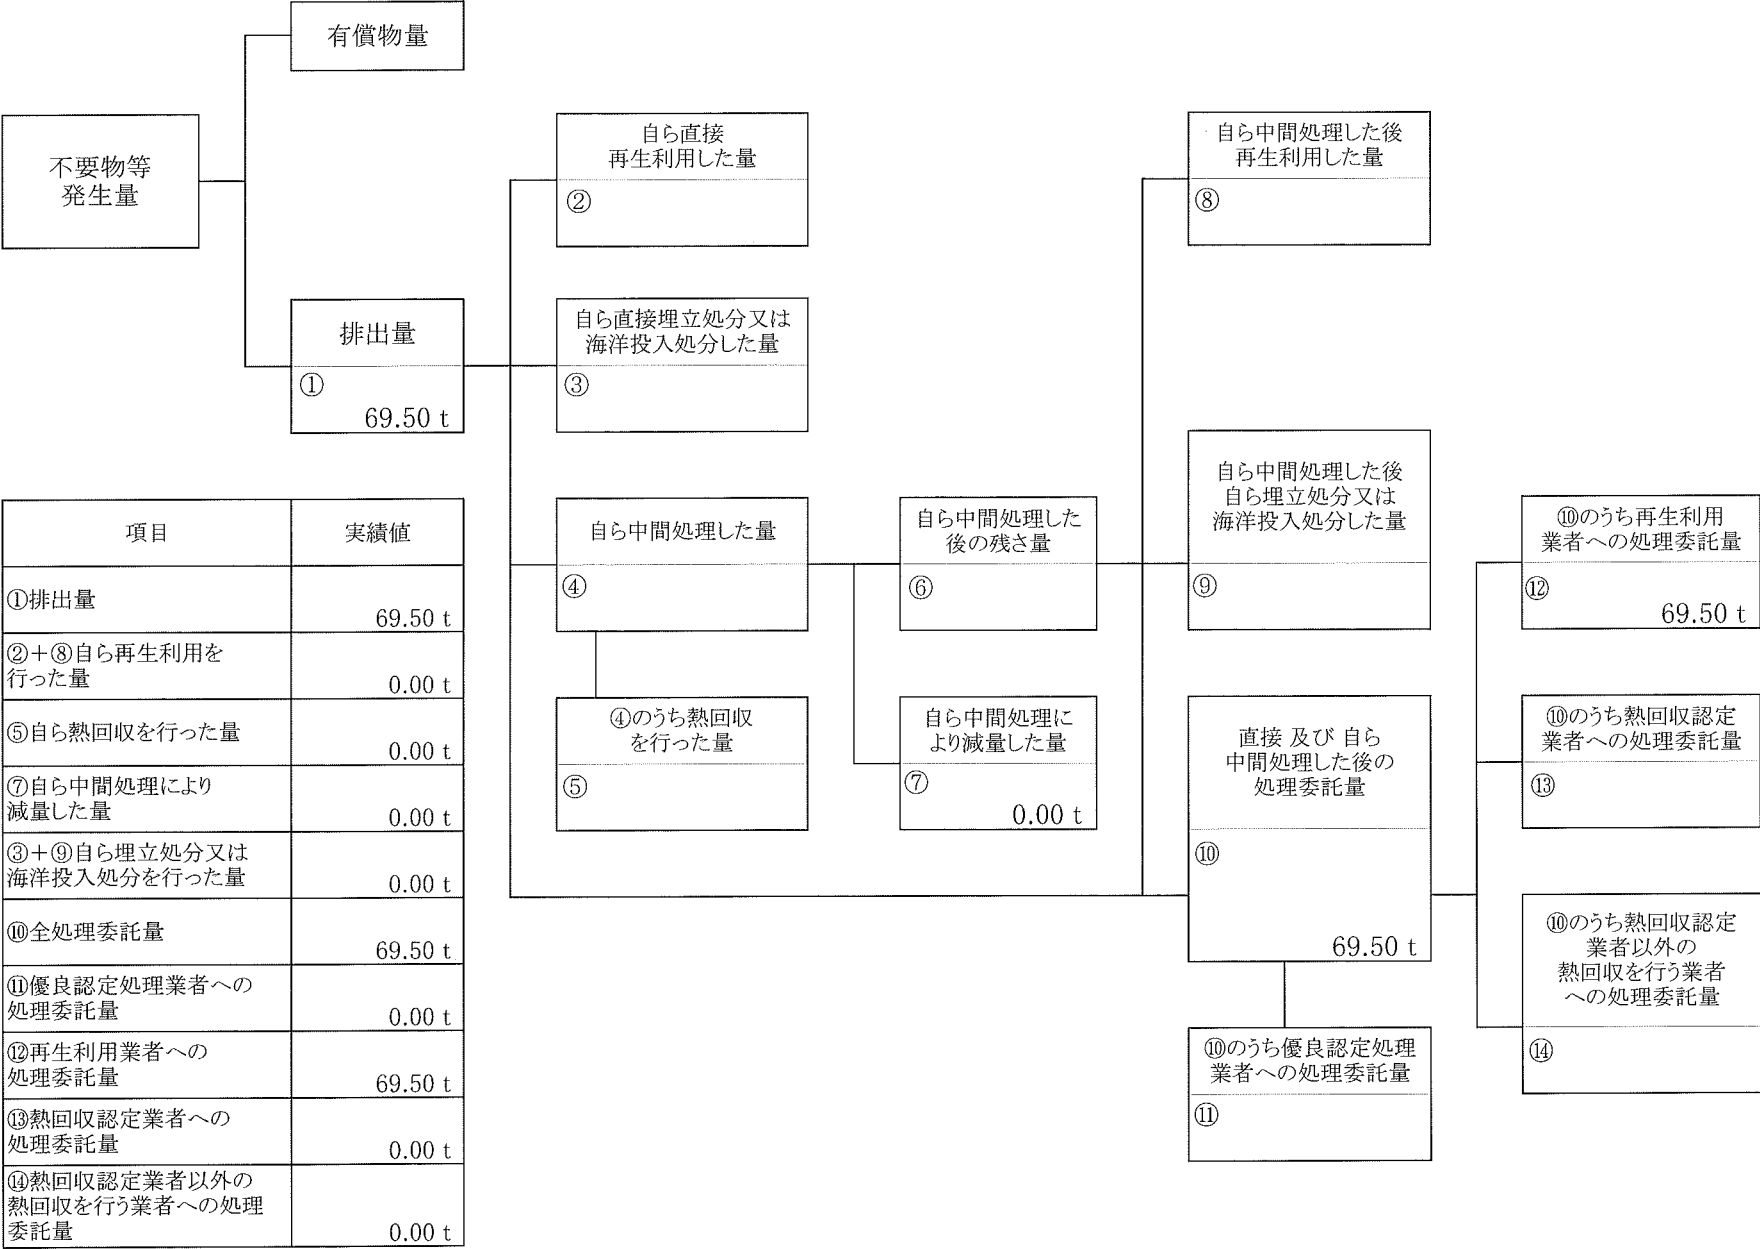 有償物量
不要物等
発生量
排出量
①
69.50 t
自ら直接
再生利用した量
②
自ら直接埋立処分又は
海洋投入処分した量
③
自ら中間処理した量
④
④のうち熱回収
を行った量
⑤
自ら中間処理した
後の残さ量
⑥
自ら中間処理に
より減量した量
⑦
0.00 t
自ら中間処理した後
再生利用した量
⑧
自ら中間処理した後
自ら埋立処分又は
海洋投入処分した量
⑨
直接 及び 自ら
中間処理した後の
処理委託量
⑩
69.50 t
⑩のうち優良認定処理
業者への処理委託量
⑪
⑩のうち再生利用
業者への処理委託量
⑫
69.50 t
⑩のうち熱回収認定
業者への処理委託量
⑬
⑩のうち熱回収認定
業者以外の
熱回収を行う業者
への処理委託量
⑭
項目 実績値
①排出量
69.50 t
②+⑧自ら再生利用を
行った量
0.00 t
⑤自ら熱回収を行った量
0.00 t
⑦自ら中間処理により
減量した量
0.00 t
③+⑨自ら埋立処分又は
海洋投入処分を行った量
0.00 t
⑩全処理委託量
69.50 t
⑪優良認定処理業者への
処理委託量
0.00 t
⑫再生利用業者への
処理委託量
69.50 t
⑬熱回収認定業者への
処理委託量
0.00 t
⑭熱回収認定業者以外の
熱回収を行う業者への処理
委託量
0.00 t